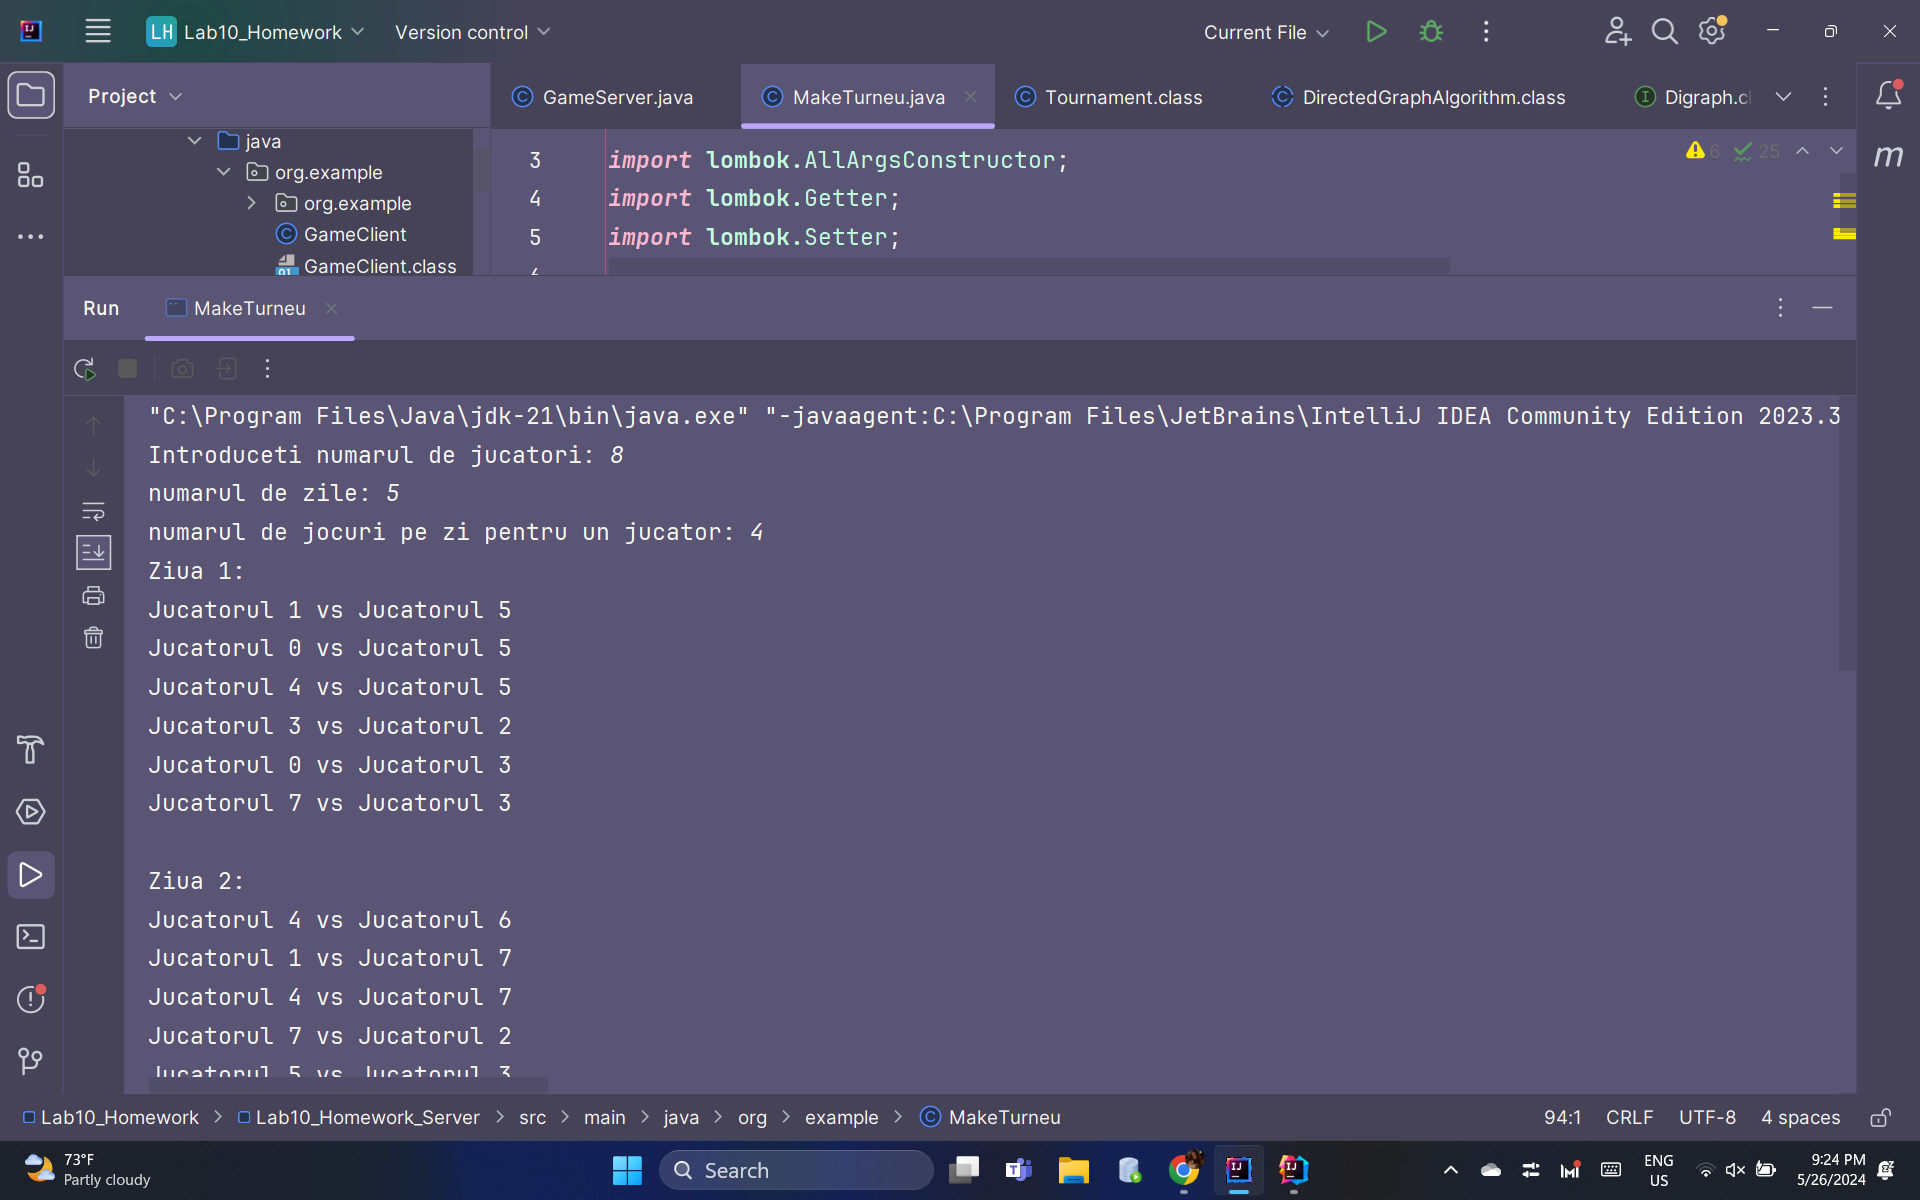 LH Lab10_Homework Version control Current File
Project
GameServer.java MakeTurneu.java Tournament.class DirectedGraphAlgorithm.class Digraph.cl
java
org.example
org.example
GameClient
GameClient.class
3 import lombok.AllArgsConstructor;
4 import lombok.Getter;
5 import lombok.Setter;
6 25
Run MakeTurneu
"C:\Program Files\Java\jdk-21\bin\java.exe" "-javaagent:C:\Program Files\JetBrains\IntelliJ IDEA Community Edition 2023.3
Introduceti numarul de jucatori: 8
numarul de zile: 5
numarul de jocuri pe zi pentru un jucator: 4
Ziua 1:
Jucatorul 1 vs Jucatorul 5
Jucatorul 0 vs Jucatorul 5
Jucatorul 4 vs Jucatorul 5
Jucatorul 3 vs Jucatorul 2
Jucatorul 0 vs Jucatorul 3
Jucatorul 7 vs Jucatorul 3
Ziua 2:
Jucatorul 4 vs Jucatorul 6
Jucatorul 1 vs Jucatorul 7
Jucatorul 4 vs Jucatorul 7
Jucatorul 7 vs Jucatorul 2
Jucatorul 5 vs Jucatorul 3
Lab10_Homework Lab10_Homework_Server src main java org example MakeTurneu 94:1 CRLF UTF-8 4 spaces
73°F
Partly cloudy
Search
ENG
US
9:24 PM
5/26/2024